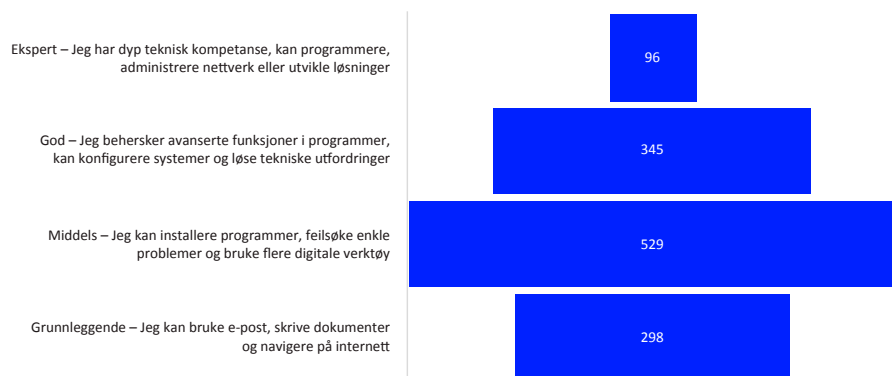 Ekspert – Jeg har dyp teknisk kompetanse, kan programmere,
administrere nettverk eller utvikle løsninger
96
God – Jeg behersker avanserte funksjoner i programmer,
kan konfigurere systemer og løse tekniske utfordringer
345
Middels – Jeg kan installere programmer, feilsøke enkle
problemer og bruke flere digitale verktøy
529
Grunnleggende – Jeg kan bruke e-post, skrive dokumenter
og navigere på internett
298